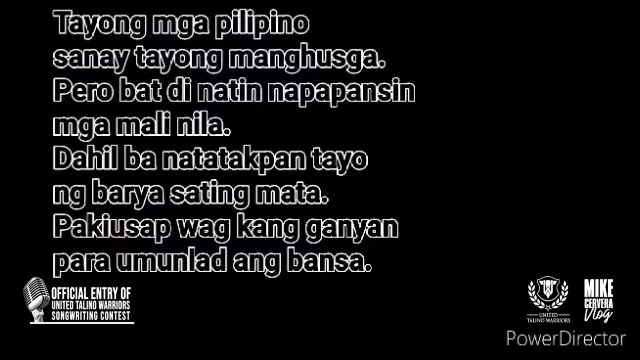 Tayong mga pilipino
sanay tayong manghusga.
Pero bat di natin napapansin
mga mali nila.
Dahil ba natatakpan tayo
ng barya sating mata.
Pakiusap wag kang ganyan
para umunlad ang bansa.
OFFICIAL ENTRY OF
UNITED TALINO WARRIORS
SONGWRITING CONTEST
UNITED
TALINO WARRIORS
MIKE
CERVERA
Vlog
PowerDirector